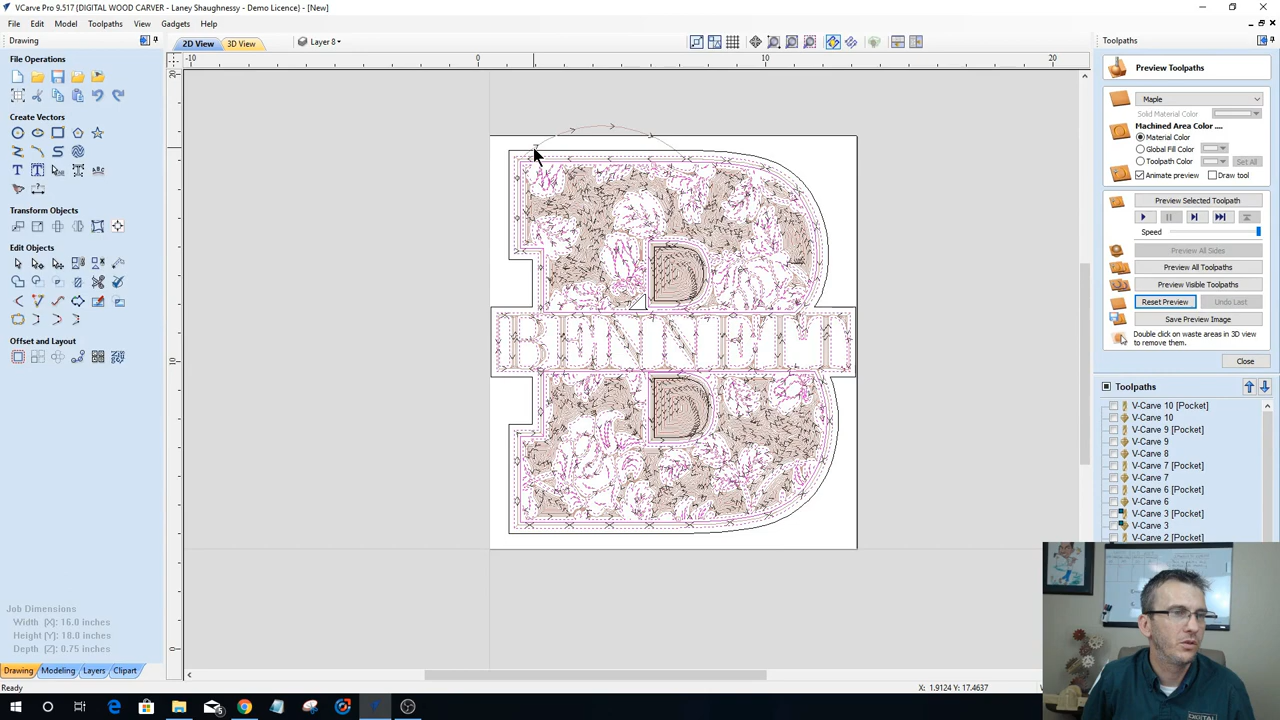 VCarve Pro 9.517 {DIGITAL WOOD CARVER - Laney Shaughnessy - Demo Licence} - [New]
File Edit Model Toolpaths View Gadgets Help
Drawing
2D View
3D View
Layer 8
Toolpaths
-10 0 10 20
20
10
0
File Operations
Create Vectors
Transform Objects
Edit Objects
Offset and Layout
Job Dimensions
Width (X): 16.0 inches
Height (Y): 18.0 inches
Depth (Z): 0.75 inches
Drawing Modeling Layers Clipart
Ready
X: 1.9124 Y: 17.4637
Preview Toolpaths
Maple
Solid Material Color
Machined Area Color ....
Material Color
Global Fill Color
Toolpath Color
Set All
Animate preview
Draw tool
Preview Selected Toolpath
Speed
Preview All Sides
Preview All Toolpaths
Preview Visible Toolpaths
Reset Preview
Undo Last
Save Preview Image
Double click on waste areas in 3D view
to remove them.
Close
Toolpaths
V-Carve 10 [Pocket]
V-Carve 10
V-Carve 9 [Pocket]
V-Carve 9
V-Carve 8
V-Carve 7 [Pocket]
V-Carve 7
V-Carve 6 [Pocket]
V-Carve 6
V-Carve 3 [Pocket]
V-Carve 3
V-Carve 2 [Pocket]